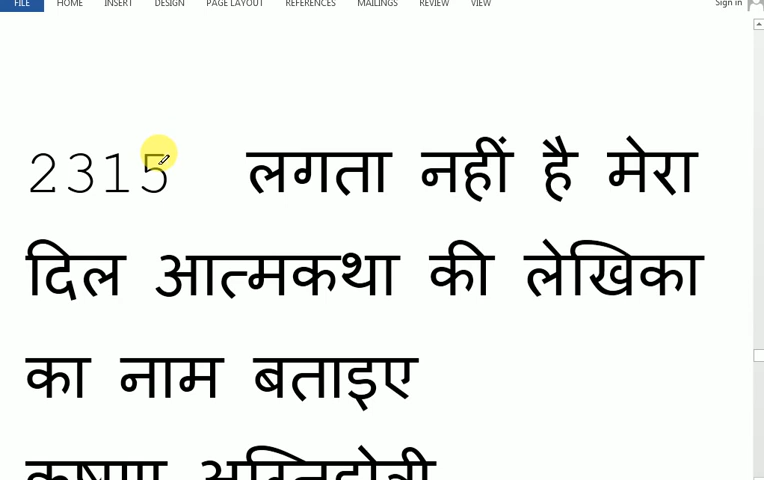 FILE HOME INSERT DESIGN PAGE LAYOUT REFERENCES MAILINGS REVIEW VIEW Sign in
2315 लगता नहीं है मेरा
दिल आत्मकथा की लेखिका
का नाम बताइए
कृष्णा अग्निहोत्री